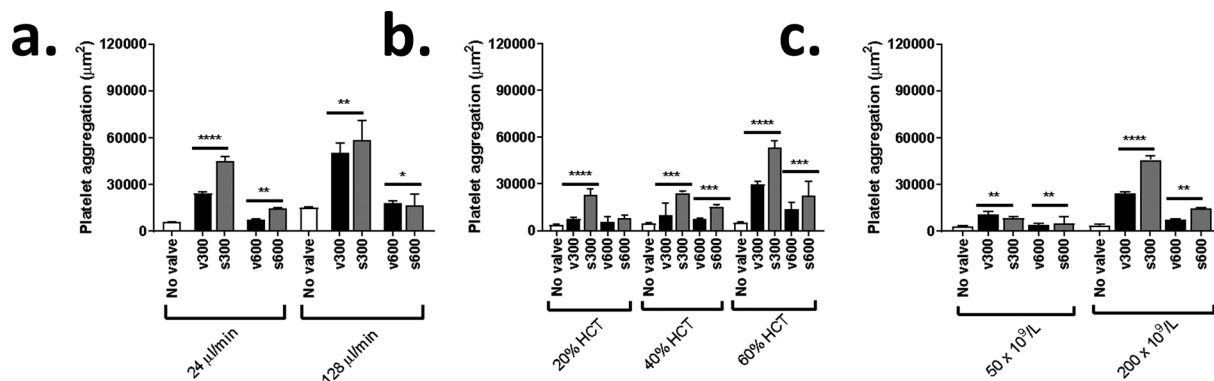 a.
Platelet aggregation (μm²)
120000
90000
60000
30000
0
****
**
**
*
No valve
v300
s300
v600
s600
No valve
v300
s300
v600
s600
24 μl/min
128 μl/min
b.
Platelet aggregation (μm²)
120000
90000
60000
30000
0
****
***
***
****
***
No valve
v300
s300
v600
s600
No valve
v300
s300
v600
s600
No valve
v300
s300
v600
s600
20% HCT
40% HCT
60% HCT
c.
Platelet aggregation (μm²)
120000
90000
60000
30000
0
**
**
****
**
No valve
v300
s300
v600
s600
No valve
v300
s300
v600
s600
50 x 10⁹/L
200 x 10⁹/L